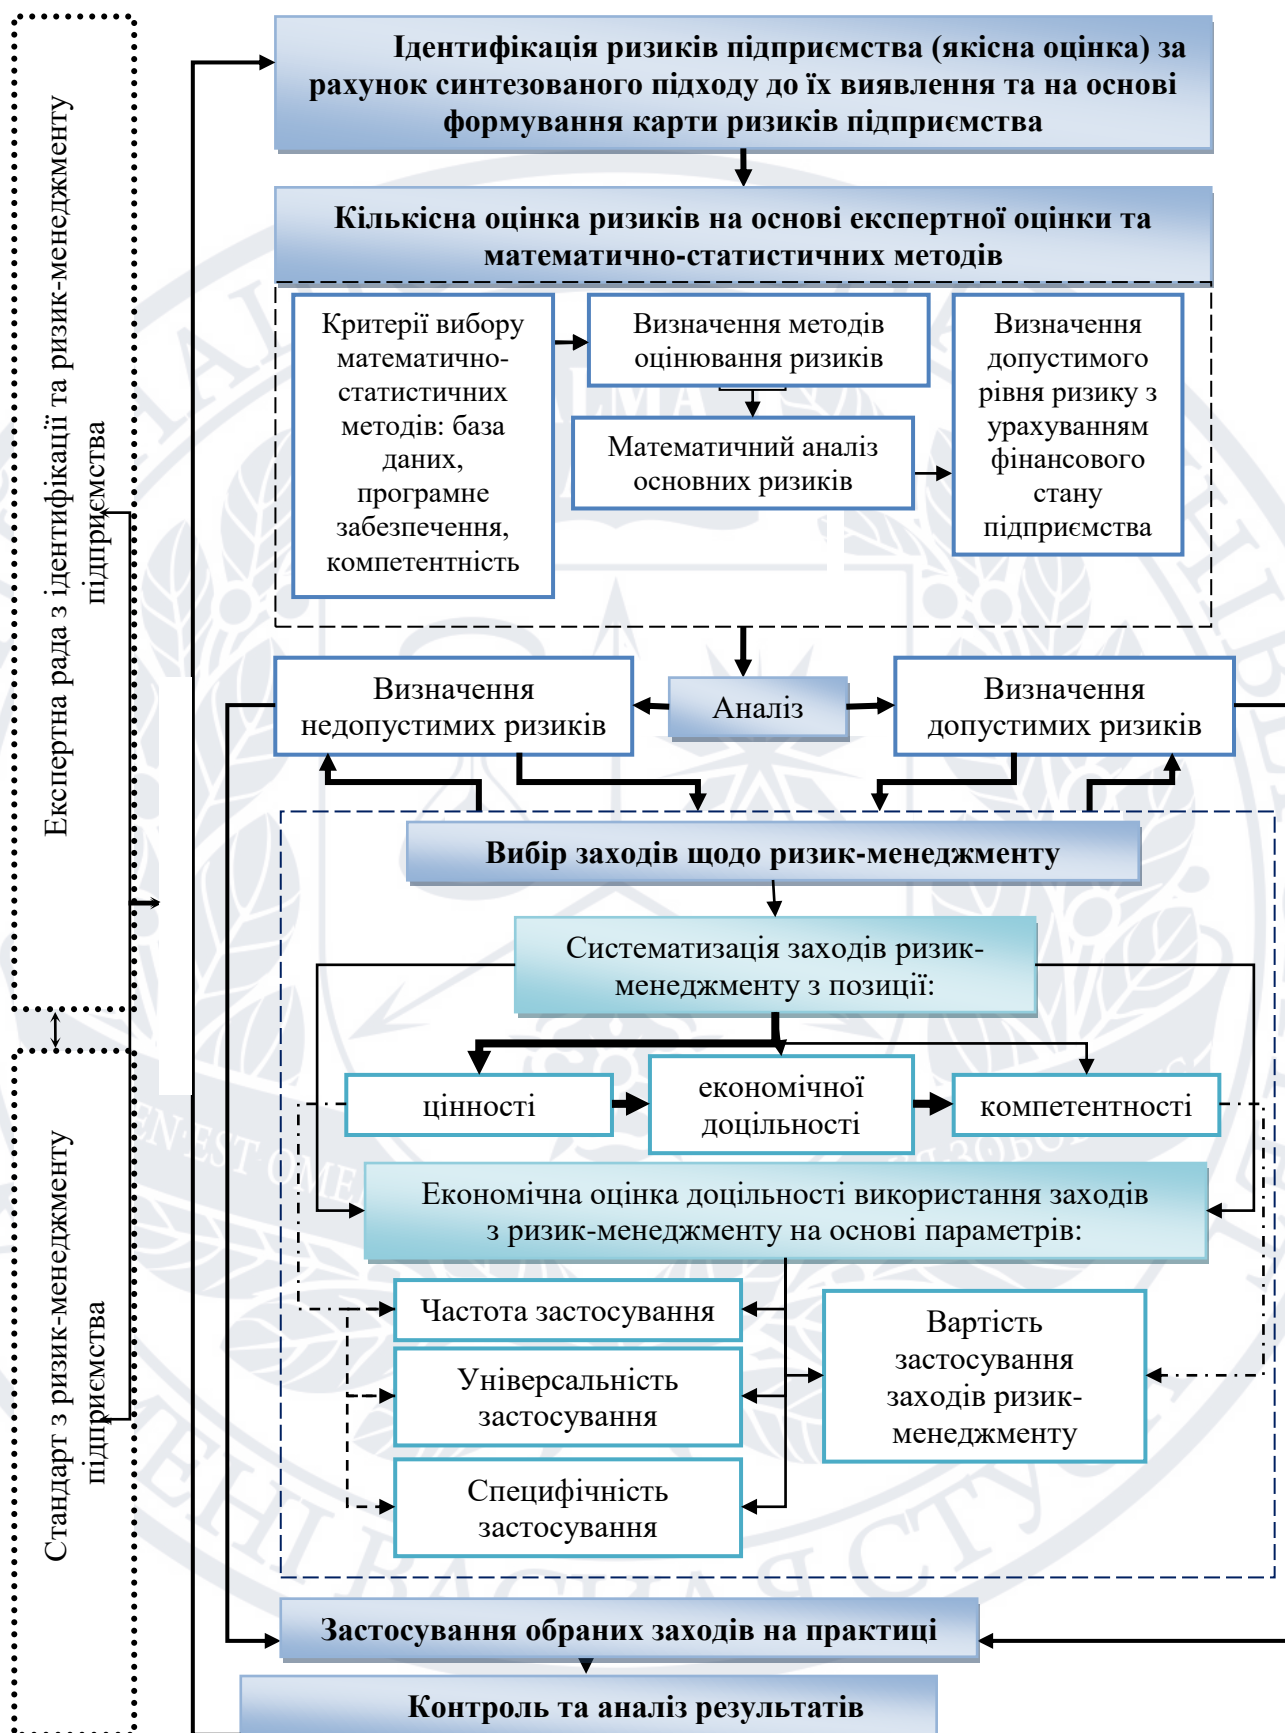 Експертна рада з ідентифікації та ризик-менеджменту
підприємства
Стандарт з ризик-менеджменту
підприємства
Ідентифікація ризиків підприємства (якісна оцінка) за
рахунок синтезованого підходу до їх виявлення та на основі
формування карти ризиків підприємства
Кількісна оцінка ризиків на основі експертної оцінки та
математично-статистичних методів
Критерії вибору
математично-
статистичних
методів: база
даних,
програмне
забезпечення,
компетентність
Визначення методів
оцінювання ризиків
Математичний аналіз
основних ризиків
Визначення
допустимого
рівня ризику з
урахуванням
фінансового
стану
підприємства
Визначення
недопустимих ризиків
Аналіз
Визначення
допустимих ризиків
Вибір заходів щодо ризик-менеджменту
Систематизація заходів ризик-
менеджменту з позиції:
цінності
економічної
доцільності
компетентності
Економічна оцінка доцільності використання заходів
з ризик-менеджменту на основі параметрів:
Частота застосування
Універсальність
застосування
Специфічність
застосування
Вартість
застосування
заходів ризик-
менеджменту
Застосування обраних заходів на практиці
Контроль та аналіз результатів